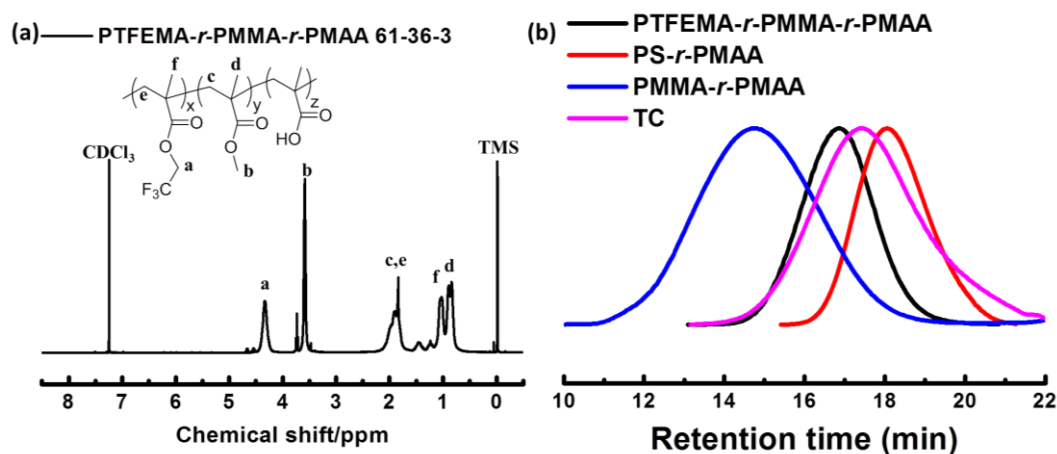 (a)
PTFEMA-r-PMMA-r-PMAA 61-36-3
f
c
d
e
x
y
z
O
O
O
O
HO
O
a
b
F₃C
CDCl₃
TMS
b
a
c,e
f
d
8 7 6 5 4 3 2 1 0
Chemical shift/ppm
(b)
PTFEMA-r-PMMA-r-PMAA
PS-r-PMAA
PMMA-r-PMAA
TC
10 12 14 16 18 20 22
Retention time (min)